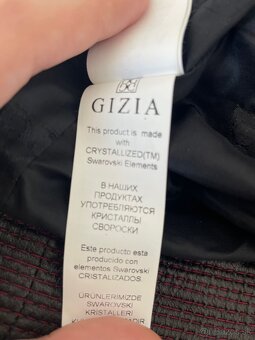 GIZIA
This product is made
with
CRYSTALLIZED(TM)
Swarovski Elements
В НАШИХ
ПРОДУКТАХ
УПОТРЕБЛЯЮТСЯ
КРИСТАЛЛЫ
СВОРОСКИ
Este producto esta
producido con
elementos Swarovski
CRISTALIZADOS.
ÜRÜNLERIMIZDE
SWAROVSKI
KRISTALLERI